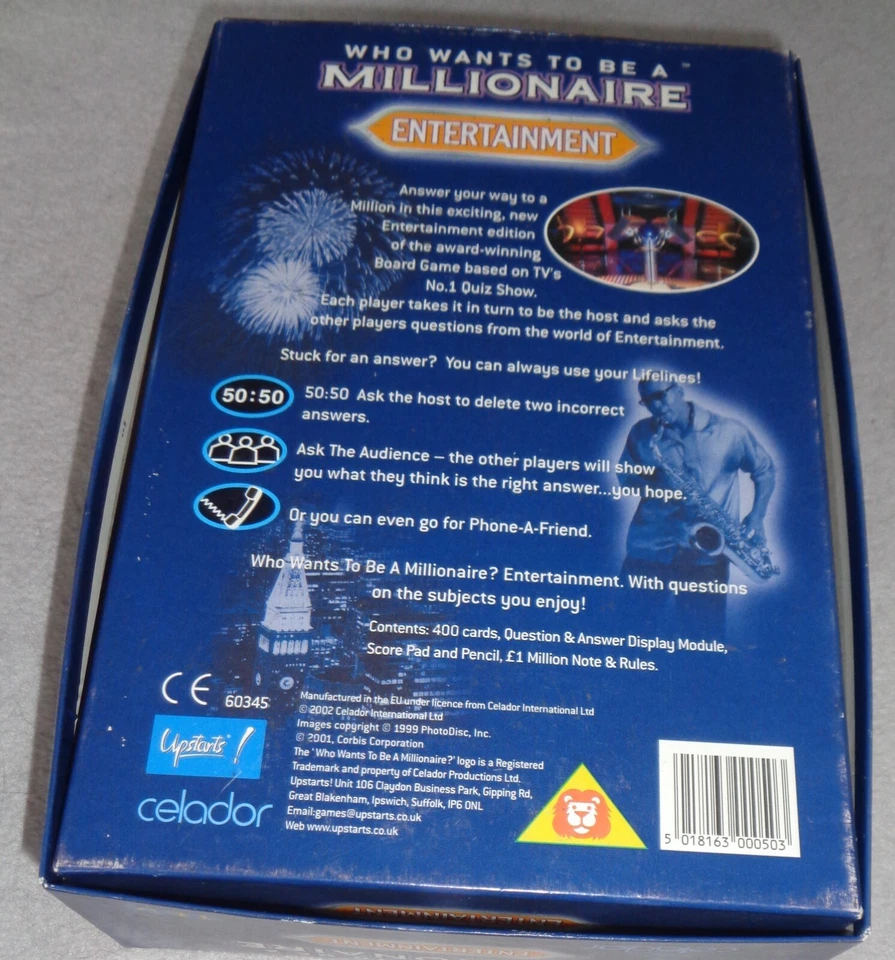 WHO WANTS TO BE A ™
MILLIONAIRE
ENTERTAINMENT
Answer your way to a
Million in this exciting, new
Entertainment edition
of the award-winning
Board Game based on TV's
No.1 Quiz Show.
Each player takes it in turn to be the host and asks the
other players questions from the world of Entertainment.
Stuck for an answer? You can always use your Lifelines!
50:50
50:50 Ask the host to delete two incorrect
answers.
Ask The Audience – the other players will show
you what they think is the right answer...you hope.
Or you can even go for Phone-A-Friend.
Who Wants To Be A Millionaire? Entertainment. With questions
on the subjects you enjoy!
Contents: 400 cards, Question & Answer Display Module,
Score Pad and Pencil, £1 Million Note & Rules.
CE 60345
Manufactured in the EU under licence from Celador International Ltd
© 2002 Celador International Ltd
Images copyright © 1999 PhotoDisc, Inc.
© 2001, Corbis Corporation
The 'Who Wants To Be A Millionaire?' logo is a Registered
Trademark and property of Celador Productions Ltd.
Upstarts! Unit 106 Claydon Business Park, Gipping Rd,
Great Blakenham, Ipswich, Suffolk, IP6 0NL
Email:games@upstarts.co.uk
Web www.upstarts.co.uk
Upstarts!
celador
5 018163 000503
ENTERTAINMENT
ENTERTAINMENT